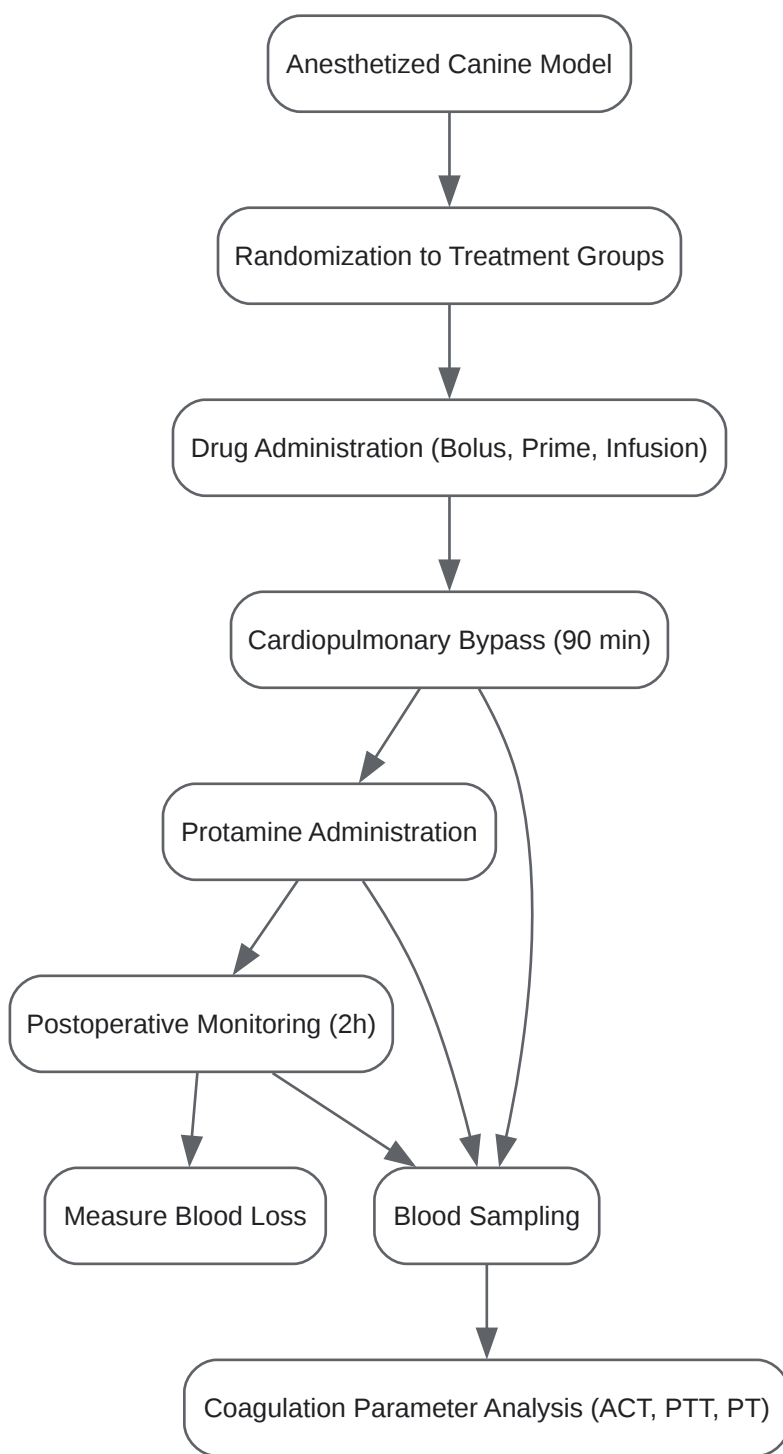 Anesthetized Canine Model
Randomization to Treatment Groups
Drug Administration (Bolus, Prime, Infusion)
Cardiopulmonary Bypass (90 min)
Protamine Administration
Postoperative Monitoring (2h)
Measure Blood Loss
Blood Sampling
Coagulation Parameter Analysis (ACT, PTT, PT)